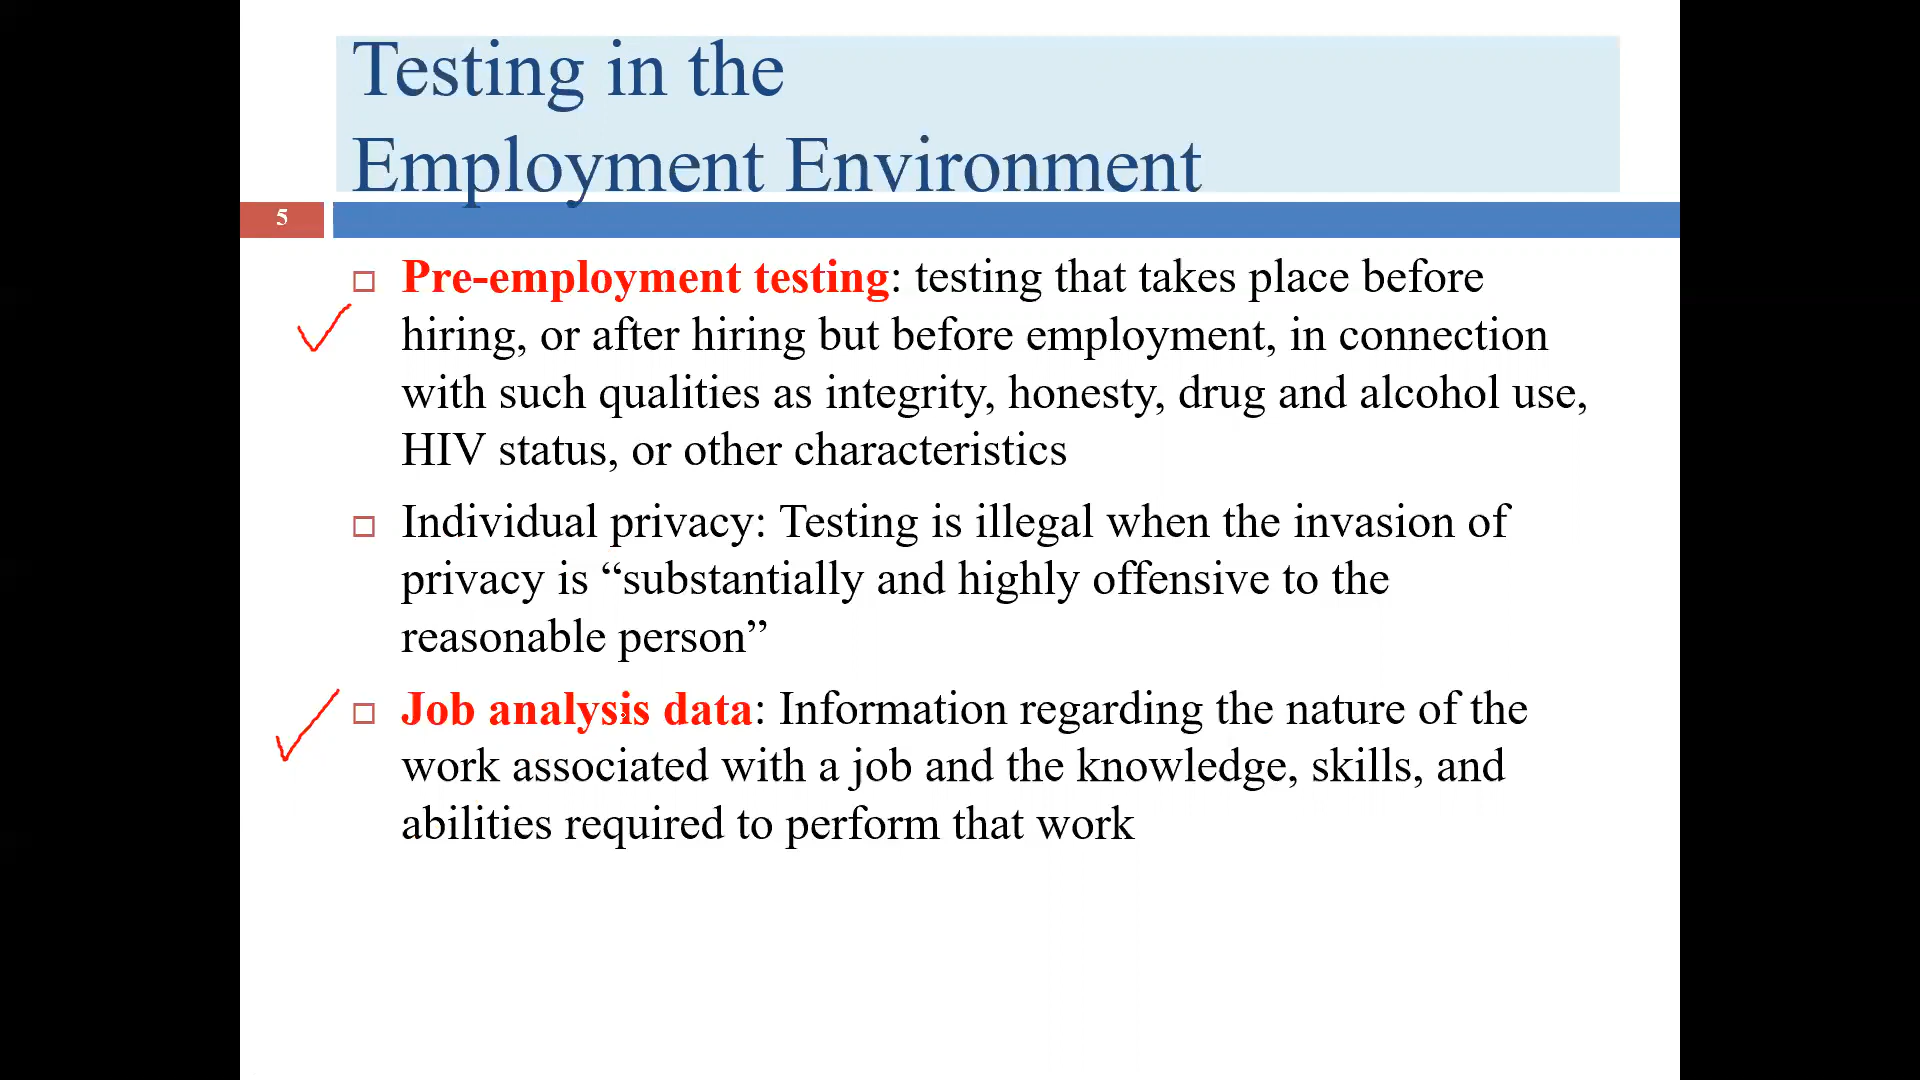 Testing in the
Employment Environment
5
Pre-employment testing: testing that takes place before
hiring, or after hiring but before employment, in connection
with such qualities as integrity, honesty, drug and alcohol use,
HIV status, or other characteristics
Individual privacy: Testing is illegal when the invasion of
privacy is “substantially and highly offensive to the
reasonable person”
Job analysis data: Information regarding the nature of the
work associated with a job and the knowledge, skills, and
abilities required to perform that work